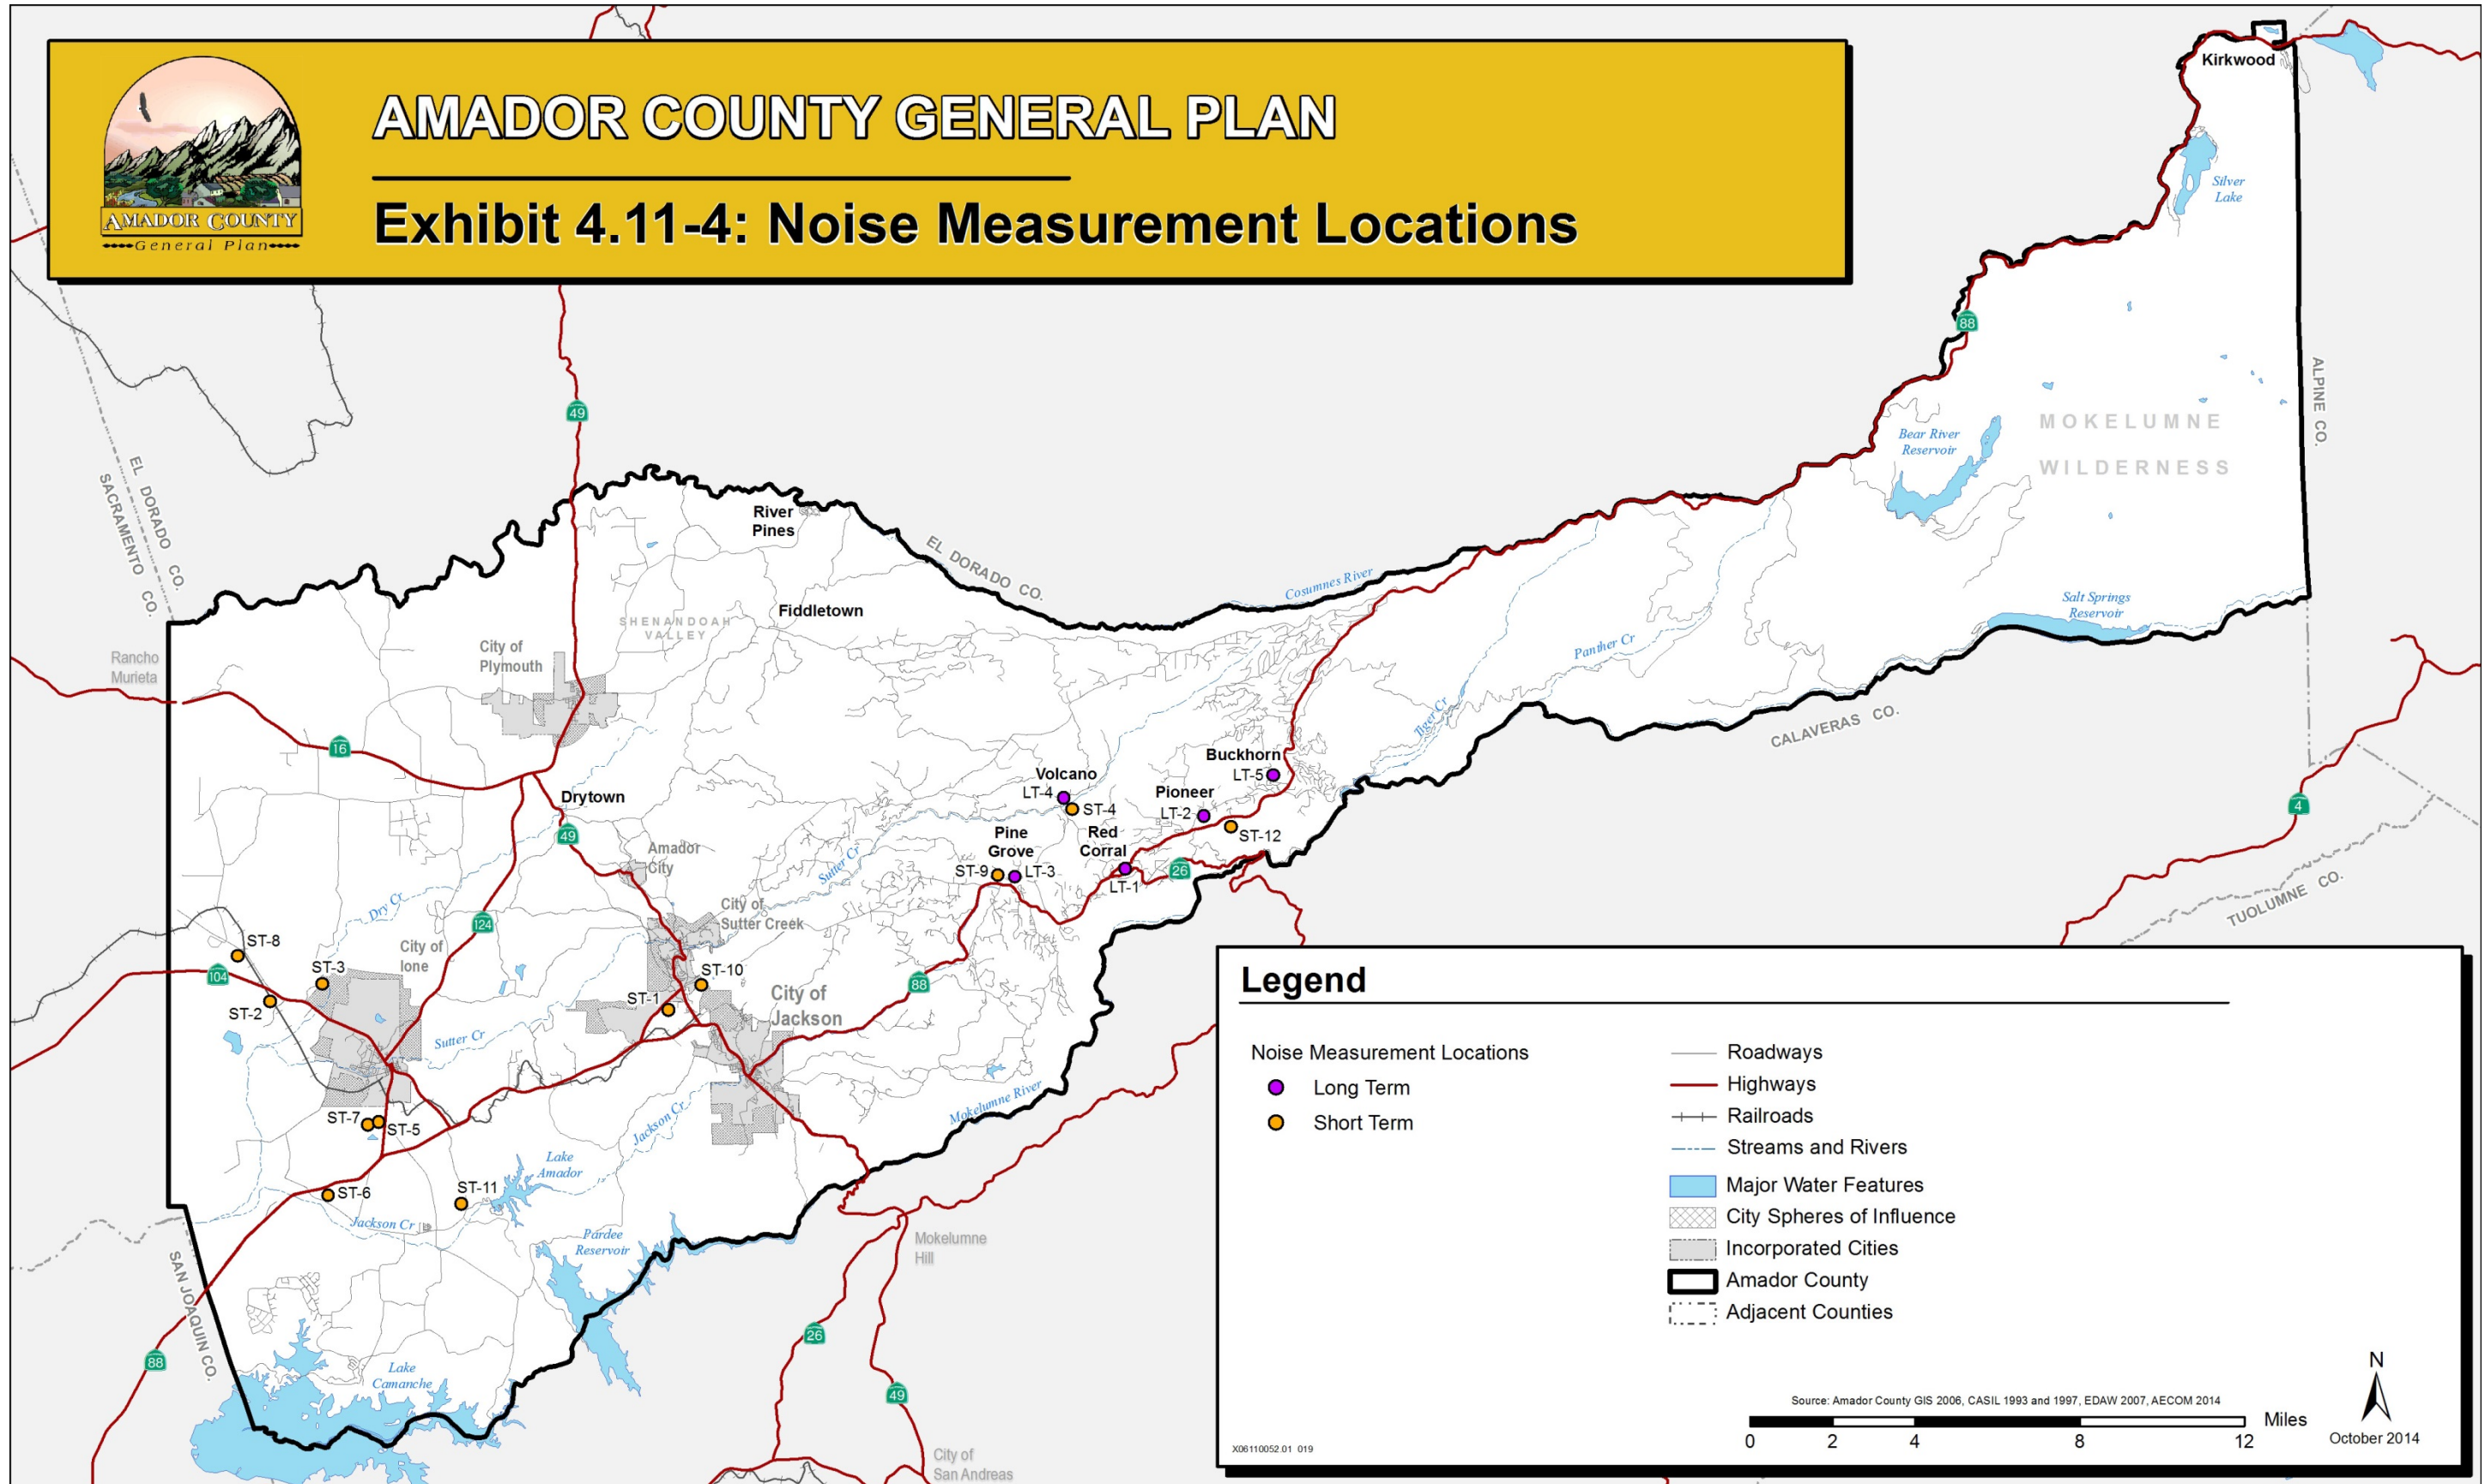 AMADOR COUNTY GENERAL PLAN
Exhibit 4.11-4: Noise Measurement Locations
AMADOR COUNTY
General Plan
Kirkwood
Silver
Lake
88
ALPINE CO.
MOKELUMNE
WILDERNESS
Bear River
Reservoir
49
EL DORADO CO.
SACRAMENTO CO.
River
Pines
EL DORADO CO.
Cosumnes River
Salt Springs
Reservoir
Fiddletown
SHENANDOAH
VALLEY
City of
Plymouth
Rancho
Murieta
Panther Cr
Tiger Cr
CALAVERAS CO.
16
Buckhorn
LT-5
Volcano
LT-4
ST-4
Pioneer
LT-2
ST-12
Drytown
49
Pine
Grove
ST-9
LT-3
Red
Corral
LT-1
26
4
Amador
City
Sutter Cr
Dry Cr
City of
Sutter Creek
TUOLUMNE CO.
124
City of
Ione
ST-8
104
ST-3
ST-2
ST-10
ST-1
88
City of
Jackson
Sutter Cr
Jackson Cr
Mokelumne River
ST-7
ST-5
Lake
Amador
ST-6
ST-11
Jackson Cr
Pardee
Reservoir
Mokelumne
Hill
SAN JOAQUIN CO.
26
88
Lake
Camanche
49
City of
San Andreas
Legend
Noise Measurement Locations
Long Term
Short Term
Roadways
Highways
Railroads
Streams and Rivers
Major Water Features
City Spheres of Influence
Incorporated Cities
Amador County
Adjacent Counties
N
Source: Amador County GIS 2006, CASIL 1993 and 1997, EDAW 2007, AECOM 2014
Miles
0 2 4 8 12
October 2014
X06110052.01 019